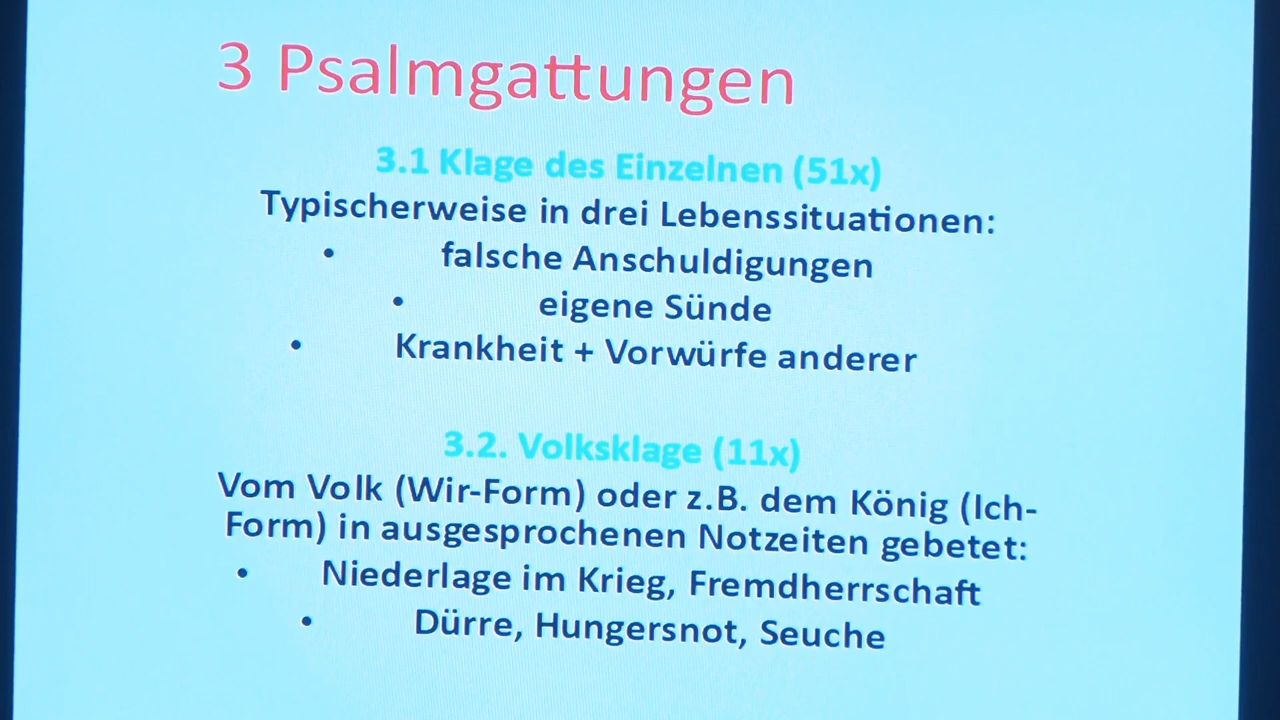 3 Psalmgattungen
3.1 Klage des Einzelnen (51x)
Typischerweise in drei Lebenssituationen:
• falsche Anschuldigungen
• eigene Sünde
• Krankheit + Vorwürfe anderer
3.2. Volksklage (11x)
Vom Volk (Wir-Form) oder z.B. dem König (Ich-
Form) in ausgesprochenen Notzeiten gebetet:
• Niederlage im Krieg, Fremdherrschaft
• Dürre, Hungersnot, Seuche